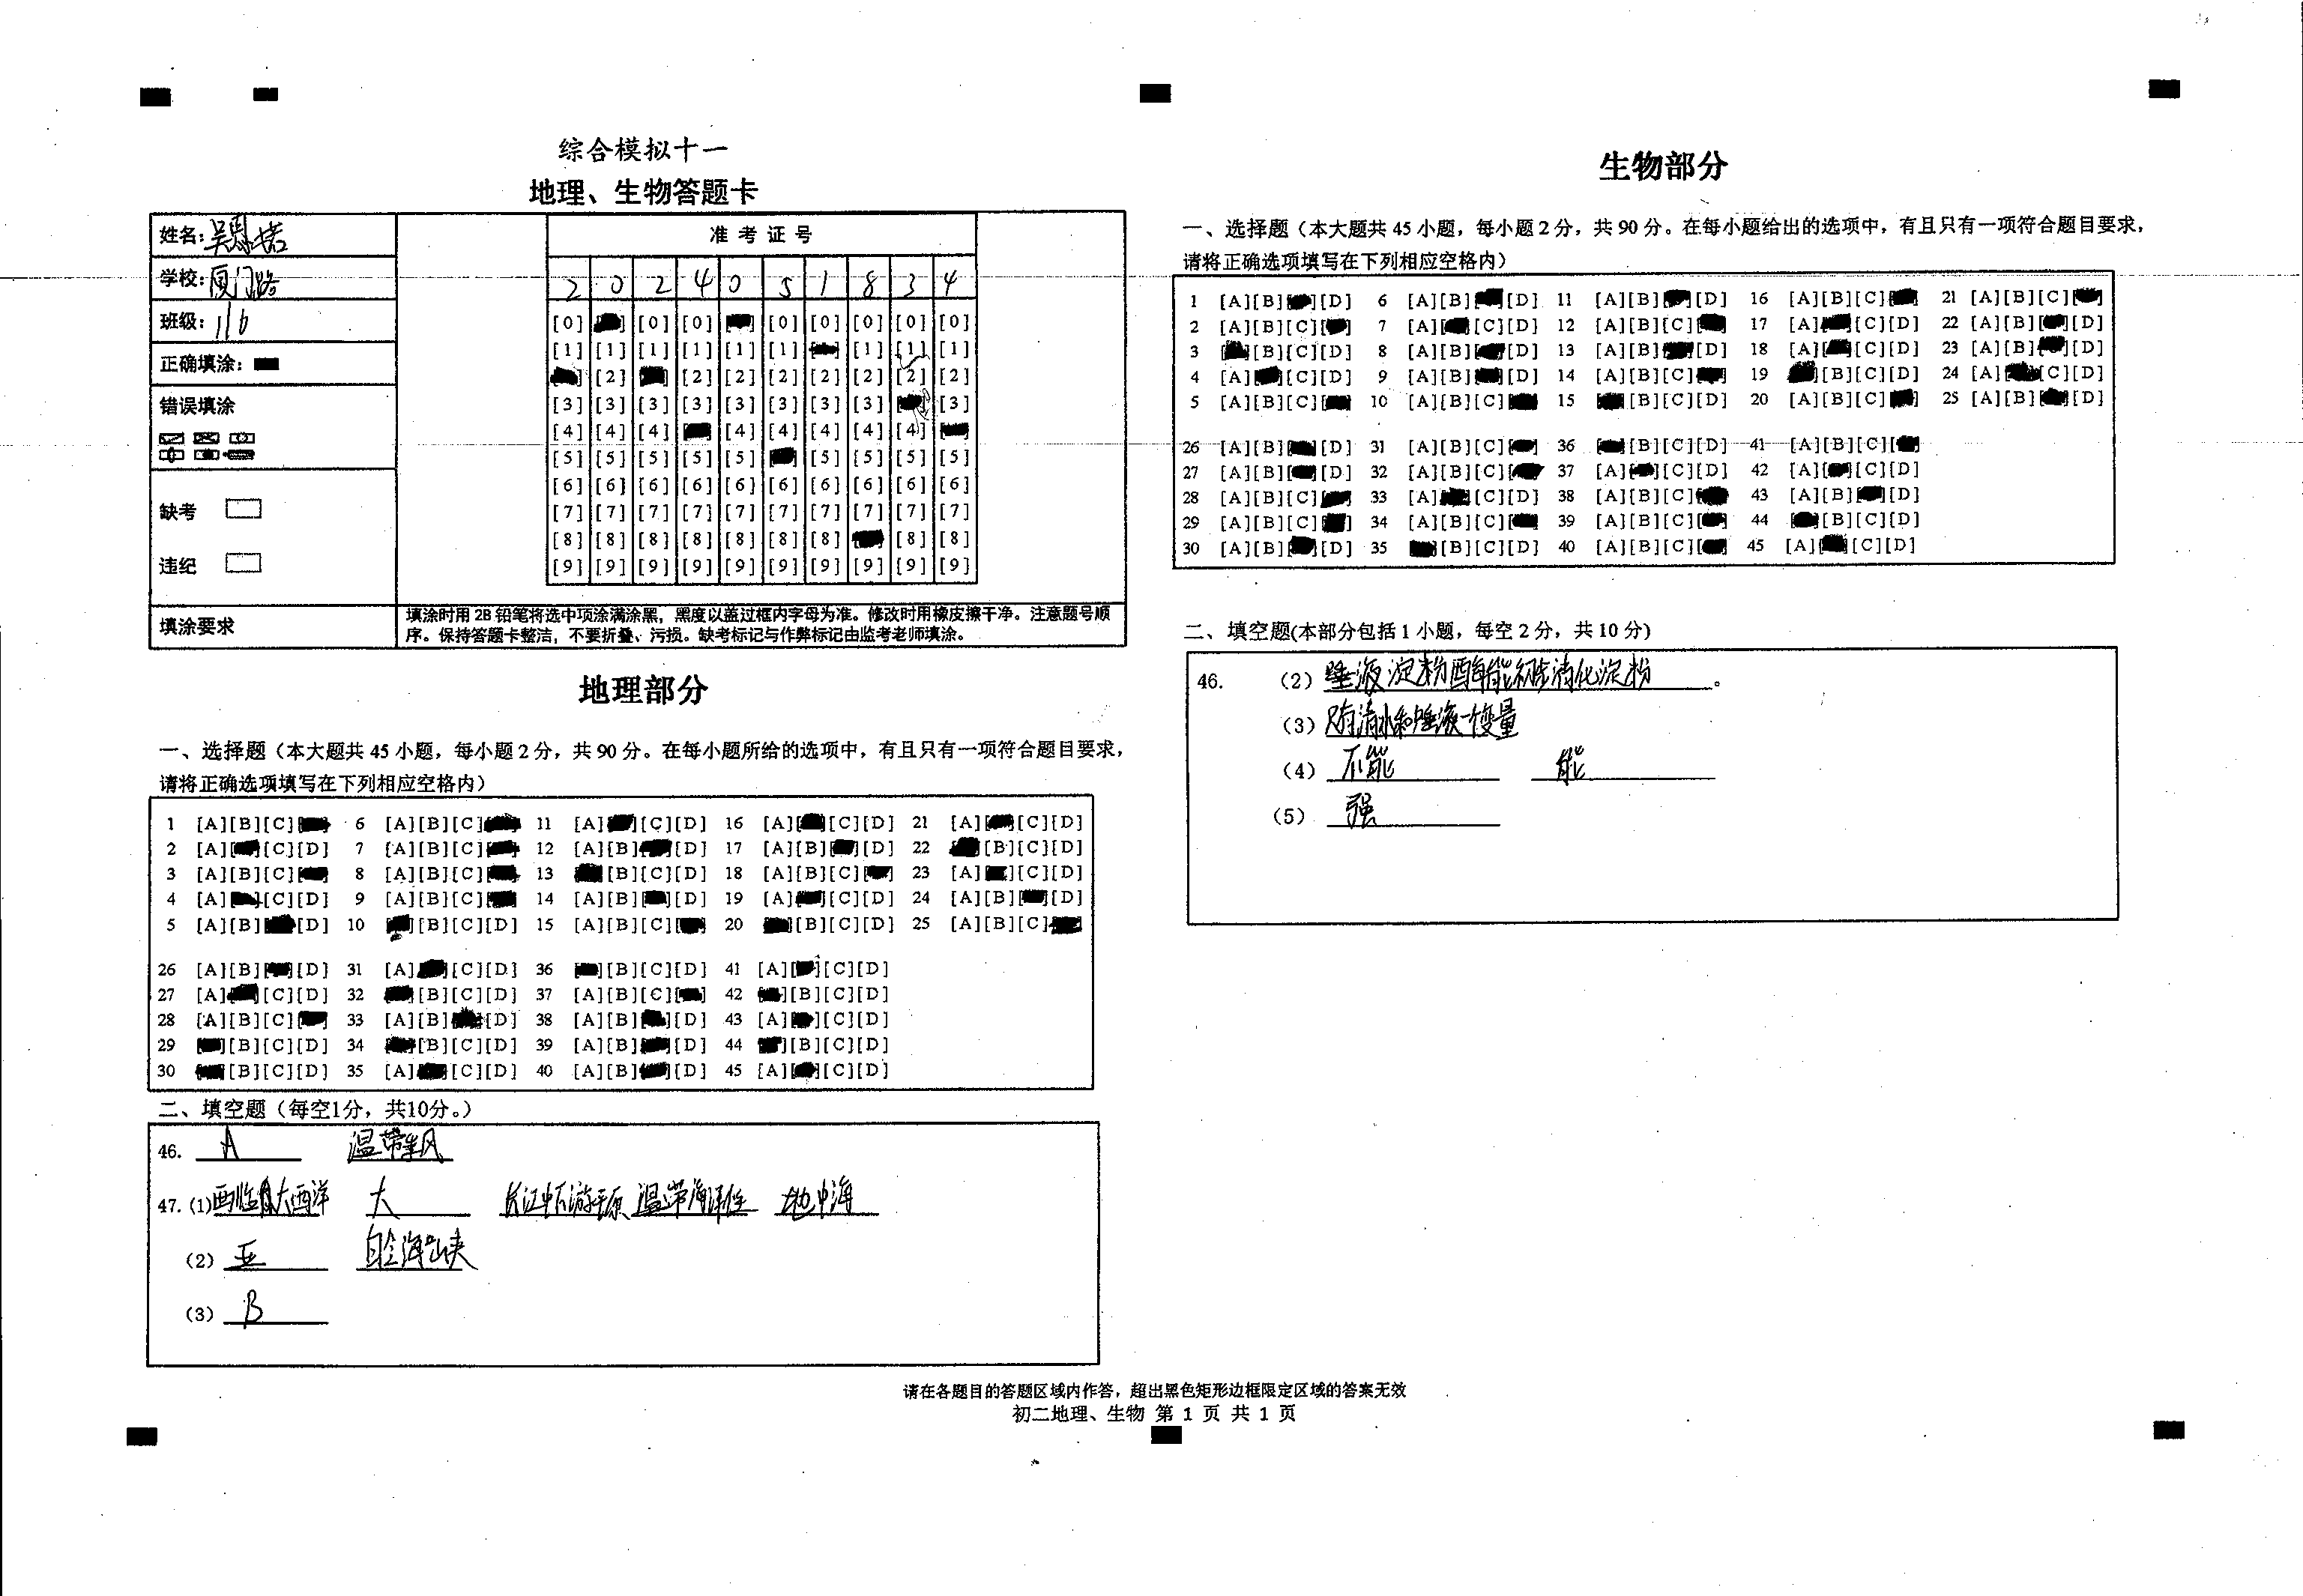 综合模拟十一
地理、生物答题卡
姓名：吴恩
学校：厦门路
班级：116
正确填涂：
错误填涂
缺考
违纪
准考证号
2 0 2 4 0 5 1 8 3 4
[0] [0][0] [0][0][0][0][0]
[1][1][1][1][1][1] [1][1][1]
[2] [2][2][2][2][2][2][2]
[3][3][3][3][3][3][3][3] [3]
[4][4][4] [4][4][4][4][4]
[5][5][5][5][5] [5][5][5][5]
[6][6][6][6][6][6][6][6][6][6]
[7][7][7][7][7][7][7][7][7][7]
[8][8][8][8][8][8][8] [8][8]
[9][9][9][9][9][9][9][9][9][9]
填涂要求
填涂时用 2B 铅笔将选中项涂满涂黑，黑度以盖过框内字母为准。修改时用橡皮擦干净。注意题号顺
序。保持答题卡整洁，不要折叠、污损。缺考标记与作弊标记由监考老师填涂。
地理部分
一、选择题（本大题共 45 小题，每小题 2 分，共 90 分。在每小题所给的选项中，有且只有一项符合题目要求，
请将正确选项填写在下列相应空格内）
1 [A][B][C] 6 [A][B][C] 11 [A] [C][D] 16 [A] [C][D] 21 [A] [C][D]
2 [A] [C][D] 7 [A][B][C] 12 [A][B] [D] 17 [A][B] [D] 22 [B][C][D]
3 [A][B][C] 8 [A][B][C] 13 [B][C][D] 18 [A][B][C] 23 [A] [C][D]
4 [A] [C][D] 9 [A][B][C] 14 [A][B] [D] 19 [A] [C][D] 24 [A][B] [D]
5 [A][B] [D] 10 [B][C][D] 15 [A][B][C] 20 [B][C][D] 25 [A][B][C]
26 [A][B] [D] 31 [A] [C][D] 36 [B][C][D] 41 [A] [C][D]
27 [A] [C][D] 32 [B][C][D] 37 [A][B][C] 42 [B][C][D]
28 [A][B][C] 33 [A][B] [D] 38 [A][B] [D] 43 [A] [C][D]
29 [B][C][D] 34 [B][C][D] 39 [A][B] [D] 44 [B][C][D]
30 [B][C][D] 35 [A] [C][D] 40 [A][B] [D] 45 [A] [C][D]
二、填空题（每空1分，共10分。）
46. A 温带季风
47. (1) 西临大西洋 大 长江中下游平原 温带海洋性 地中海
(2) 亚 白令海峡
(3) B
生物部分
一、选择题（本大题共 45 小题，每小题 2 分，共 90 分。在每小题给出的选项中，有且只有一项符合题目要求，
请将正确选项填写在下列相应空格内）
1 [A][B] [D] 6 [A][B] [D] 11 [A][B] [D] 16 [A][B][C] 21 [A][B][C]
2 [A][B][C] 7 [A] [C][D] 12 [A][B][C] 17 [A] [C][D] 22 [A][B] [D]
3 [B][C][D] 8 [A][B] [D] 13 [A][B] [D] 18 [A] [C][D] 23 [A][B] [D]
4 [A] [C][D] 9 [A][B] [D] 14 [A][B][C] 19 [B][C][D] 24 [A] [C][D]
5 [A][B][C] 10 [A][B][C] 15 [B][C][D] 20 [A][B][C] 25 [A][B] [D]
26 [A][B] [D] 31 [A][B][C] 36 [B][C][D] 41 [A][B][C]
27 [A][B] [D] 32 [A][B][C] 37 [A] [C][D] 42 [A] [C][D]
28 [A][B][C] 33 [A] [C][D] 38 [A][B][C] 43 [A][B] [D]
29 [A][B][C] 34 [A][B][C] 39 [A][B][C] 44 [B][C][D]
30 [A][B] [D] 35 [B][C][D] 40 [A][B][C] 45 [A] [C][D]
二、填空题(本部分包括 1 小题，每空 2 分，共 10 分)
46. (2) 唾液淀粉酶能初步消化淀粉。
(3) 只有清水和唾液一个变量
(4) 不能 能
(5) 强
请在各题目的答题区域内作答，超出黑色矩形边框限定区域的答案无效
初二地理、生物 第 1 页 共 1 页